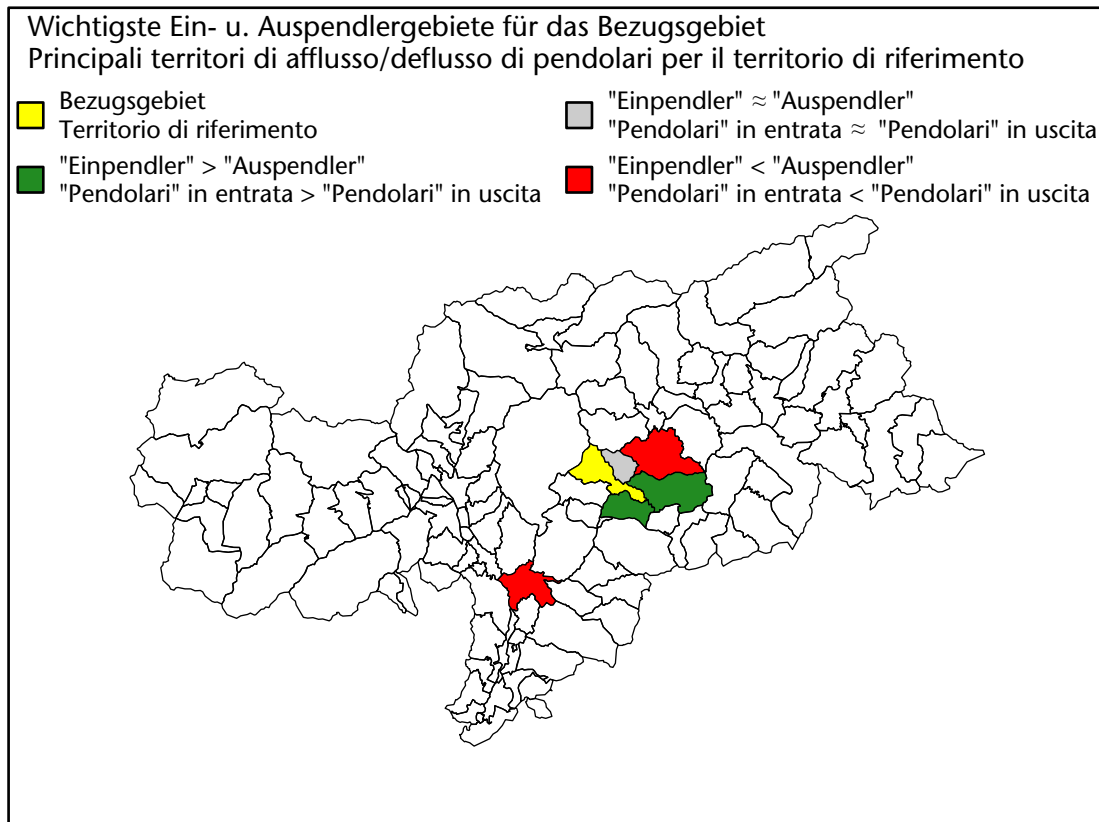 Wichtigste Ein- u. Auspendlergebiete für das Bezugsgebiet
Principali territori di afflusso/deflusso di pendolari per il territorio di riferimento
Bezugsgebiet
Territorio di riferimento
"Einpendler" > "Auspendler"
"Pendolari" in entrata > "Pendolari" in uscita
"Einpendler" ≈ "Auspendler"
"Pendolari" in entrata ≈ "Pendolari" in uscita
"Einpendler" < "Auspendler"
"Pendolari" in entrata < "Pendolari" in uscita